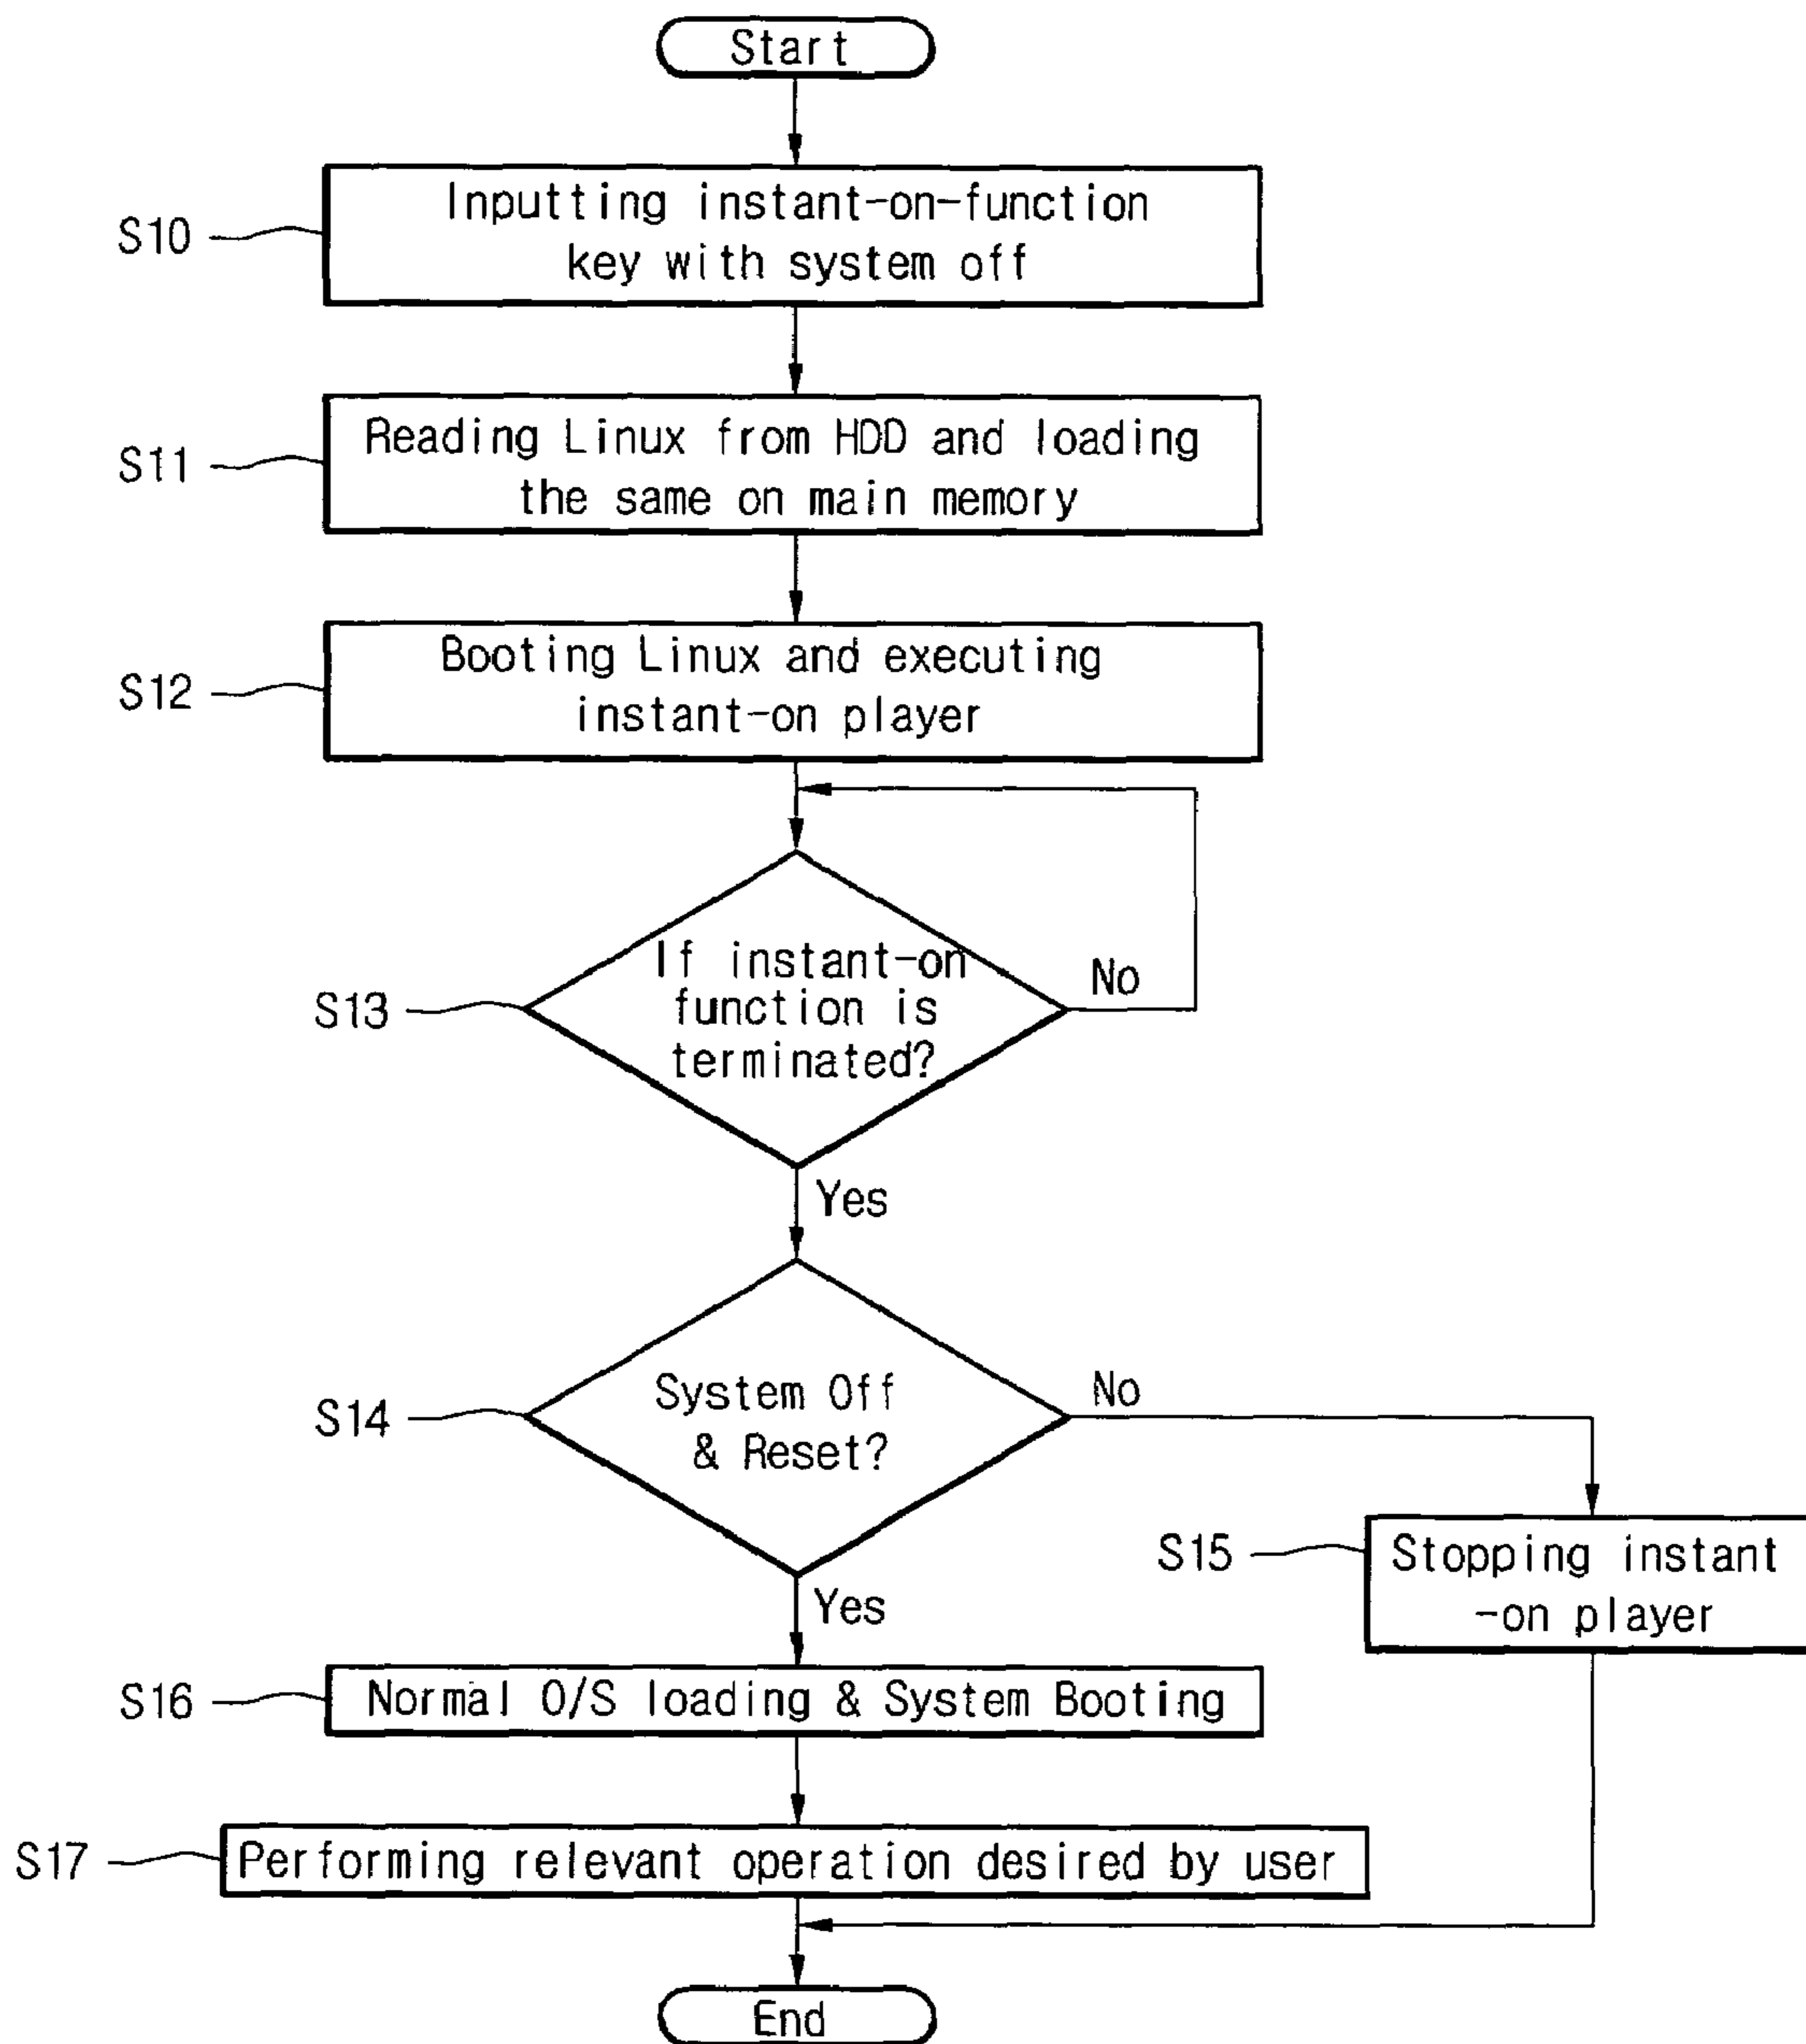 Start
S10
Inputting instant-on-function
key with system off
S11
Reading Linux from HDD and loading
the same on main memory
S12
Booting Linux and executing
instant-on player
S13
If instant-on
function is
terminated?
No
Yes
S14
System Off
& Reset?
No
Yes
S15
Stopping instant
-on player
S16
Normal O/S loading & System Booting
S17
Performing relevant operation desired by user
End